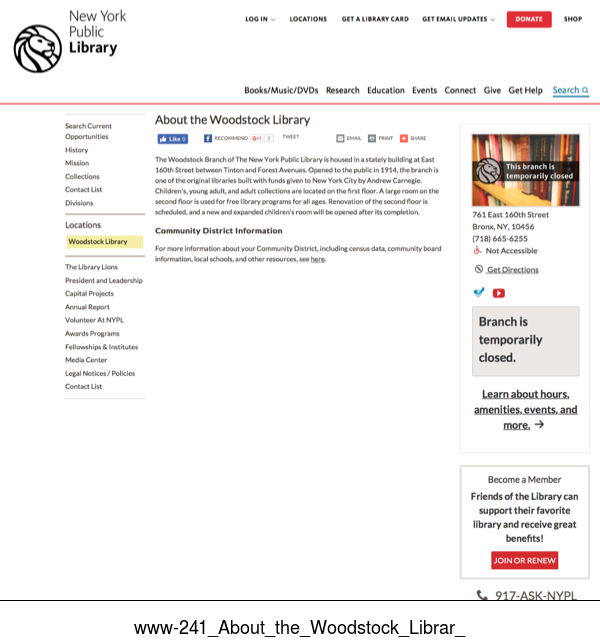 New York
Public
Library
LOG IN
LOCATIONS
GET A LIBRARY CARD
GET EMAIL UPDATES
DONATE
SHOP
Books/Music/DVDs
Research
Education
Events
Connect
Give
Get Help
Search
Search Current
Opportunities
History
Mission
Collections
Contact List
Divisions
Locations
Woodstock Library
The Library Lions
President and Leadership
Capital Projects
Annual Report
Volunteer At NYPL
Awards Programs
Fellowships & Institutes
Media Center
Legal Notices / Policies
Contact List
About the Woodstock Library
Like 0
RECOMMEND
G+1
0
TWEET
EMAIL
PRINT
SHARE
The Woodstock Branch of The New York Public Library is housed in a stately building at East
160th Street between Tinton and Forest Avenues. Opened to the public in 1914, the branch is
one of the original libraries built with funds given to New York City by Andrew Carnegie.
Children's, young adult, and adult collections are located on the first floor. A large room on the
second floor is used for free library programs for all ages. Renovation of the second floor is
scheduled, and a new and expanded children's room will be opened after its completion.
Community District Information
For more information about your Community District, including census data, community board
information, local schools, and other resources, see here.
This branch is
temporarily closed
761 East 160th Street
Bronx, NY, 10456
(718) 665-6255
Not Accessible
Get Directions
Branch is
temporarily
closed.
Learn about hours,
amenities, events, and
more. →
Become a Member
Friends of the Library can
support their favorite
library and receive great
benefits!
JOIN OR RENEW
917-ASK-NYPL
www-241_About_the_Woodstock_Librar_